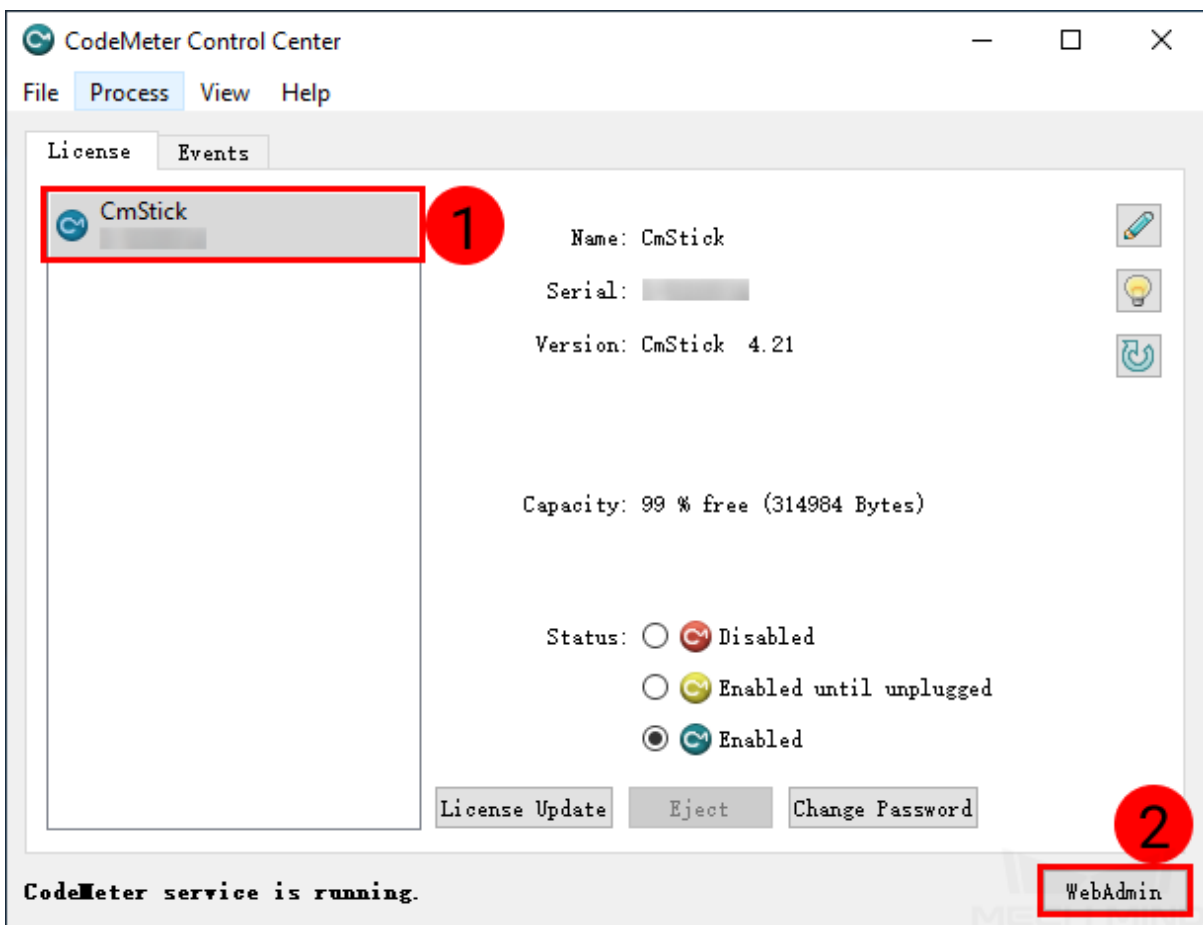 CodeMeter Control Center
File Process View Help
License Events
CmStick
1
Name: CmStick
Serial:
Version: CmStick 4.21
Capacity: 99 % free (314984 Bytes)
Status: Disabled
Enabled until unplugged
Enabled
License Update Eject Change Password
2
CodeMeter service is running.
WebAdmin